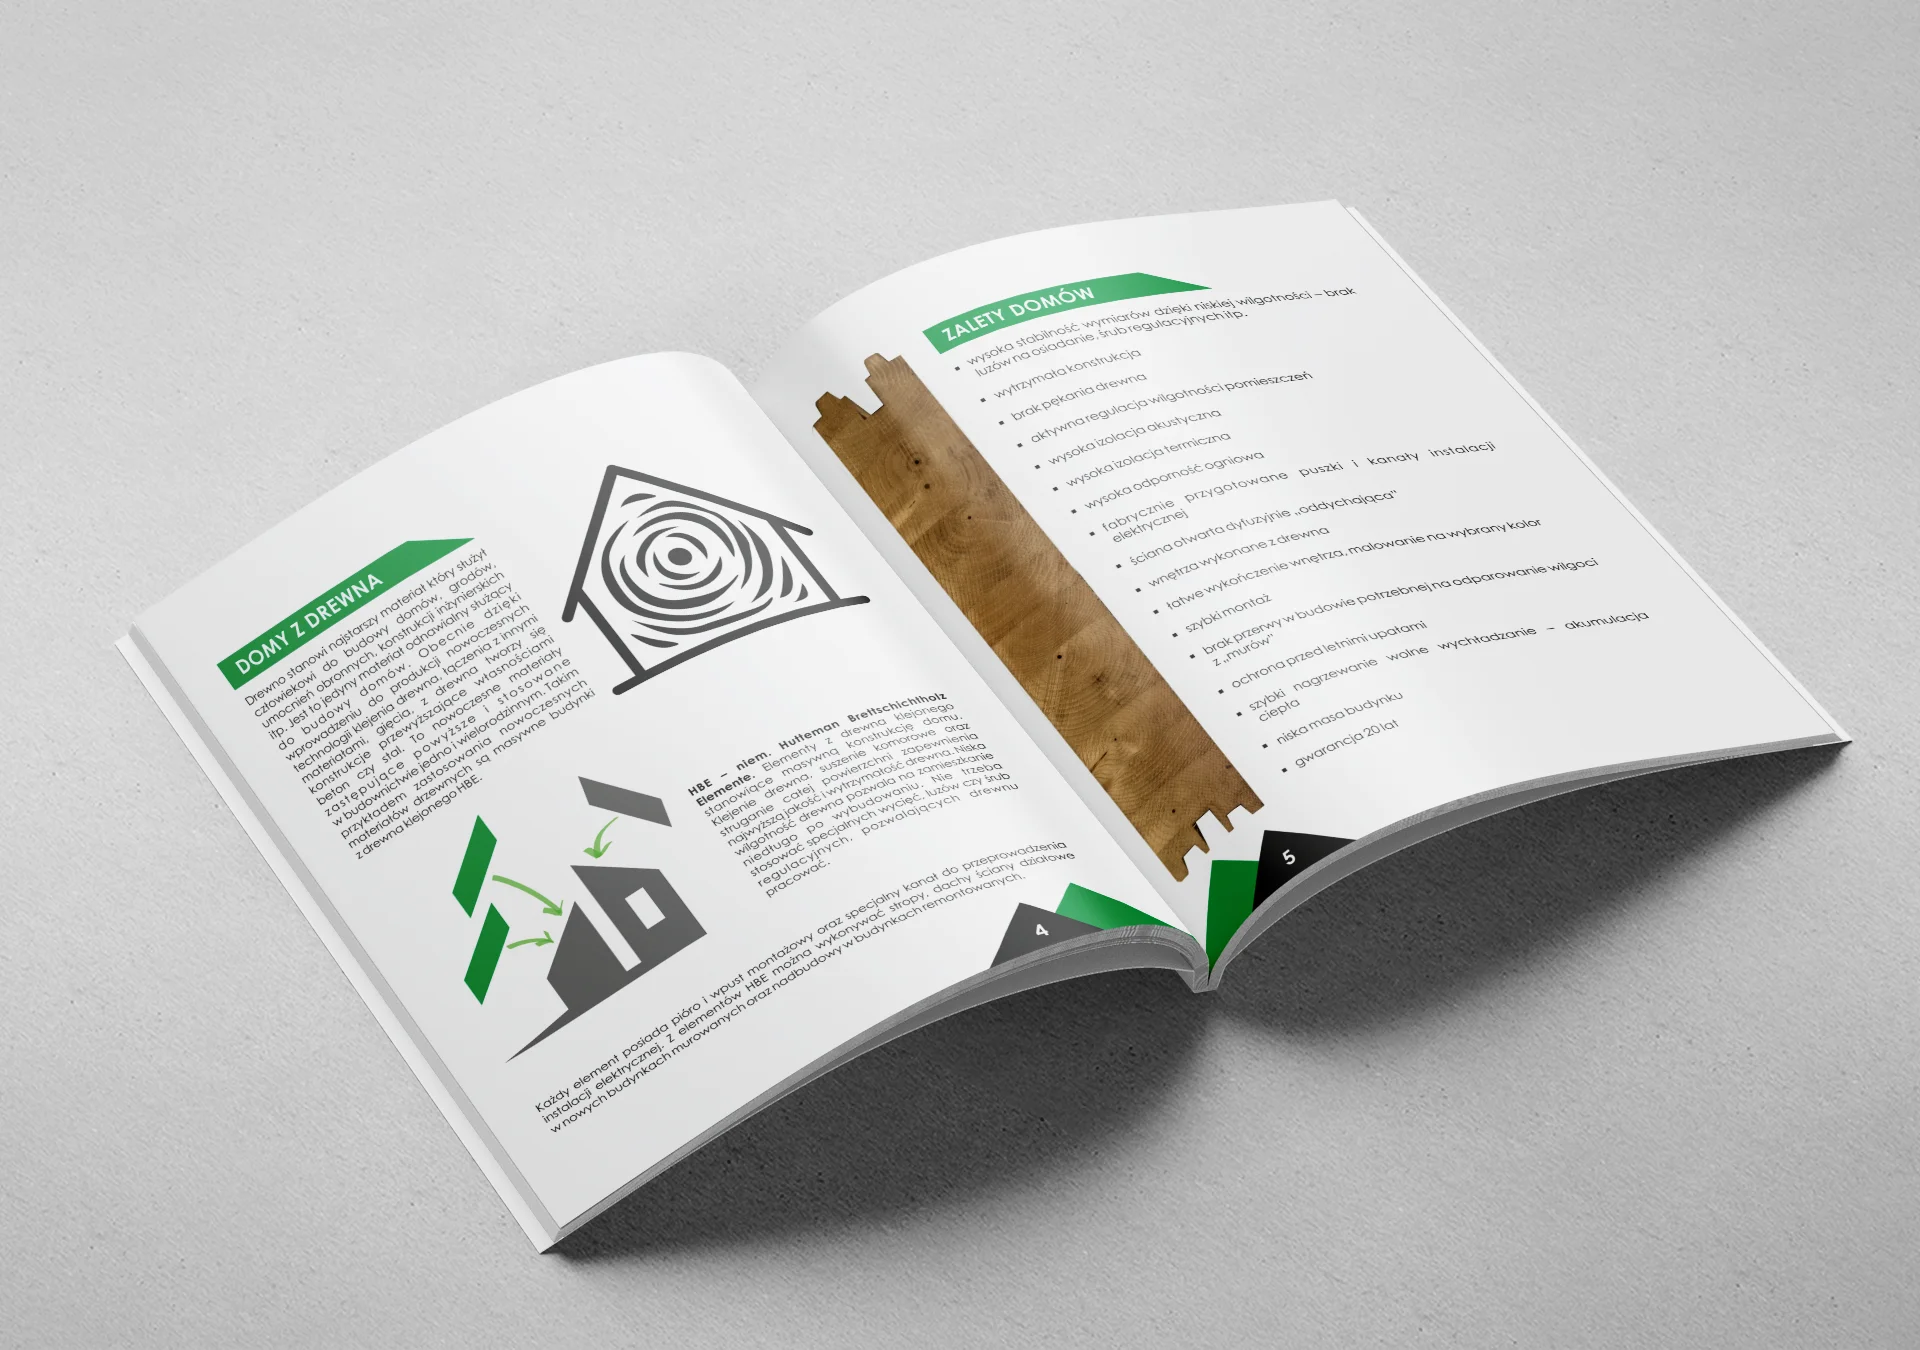 DOMY Z DREWNA
Drewno stanowi najstarszy materiał który służył
człowiekowi do budowy domów, grodów,
umocnień obronnych, konstrukcji inżynierskich
itp. Jest to jedyny materiał odnawialny służący
do budowy domów. Obecnie dzięki
wprowadzeniu do produkcji nowoczesnych
technologii klejenia drewna, łączenia z innymi
materiałami, gięcia, z drewna tworzy się
konstrukcje przewyższające własnościami
beton czy stal. To nowoczesne materiały
zastępujące powyższe i stosowane
w budownictwie jedno i wielorodzinnym. Takim
przykładem zastosowania nowoczesnych
materiałów drzewnych są masywne budynki
z drewna klejonego HBE.
HBE – niem. Hutteman Brettschichtholz
Elemente. Elementy z drewna klejonego
stanowiące masywną konstrukcję domu.
Klejenie drewna, suszenie komorowe oraz
struganie całej powierzchni zapewnienia
najwyższą jakość i wytrzymałość drewna. Niska
wilgotność drewna pozwala na zamieszkanie
niedługo po wybudowaniu. Nie trzeba
stosować specjalnych wycięć, luzów czy śrub
regulacyjnych, pozwalających drewnu
pracować.
Każdy element posiada pióro i wpust montażowy oraz specjalny kanał do przeprowadzenia
instalacji elektrycznej. Z elementów HBE można wykonywać stropy, dachy ściany działowe
w nowych budynkach murowanych oraz nadbudowy w budynkach remontowanych.
4
ZALETY DOMÓW
▪ wysoka stabilność wymiarów dzięki niskiej wilgotności – brak
luzów na osiadanie, śrub regulacyjnych itp.
▪ wytrzymała konstrukcja
▪ brak pękania drewna
▪ aktywna regulacja wilgotności pomieszczeń
▪ wysoka izolacja akustyczna
▪ wysoka izolacja termiczna
▪ wysoka odporność ogniowa
▪ fabrycznie przygotowane puszki i kanały instalacji
elektrycznej
▪ ściana otwarta dyfuzyjnie „oddychająca"
▪ wnętrza wykonane z drewna
▪ łatwe wykończenie wnętrza, malowanie na wybrany kolor
▪ szybki montaż
▪ brak przerwy w budowie potrzebnej na odparowanie wilgoci
z „murów"
▪ ochrona przed letnimi upałami
▪ szybki nagrzewanie wolne wychładzanie – akumulacja
ciepła
▪ niska masa budynku
▪ gwarancja 20 lat
5